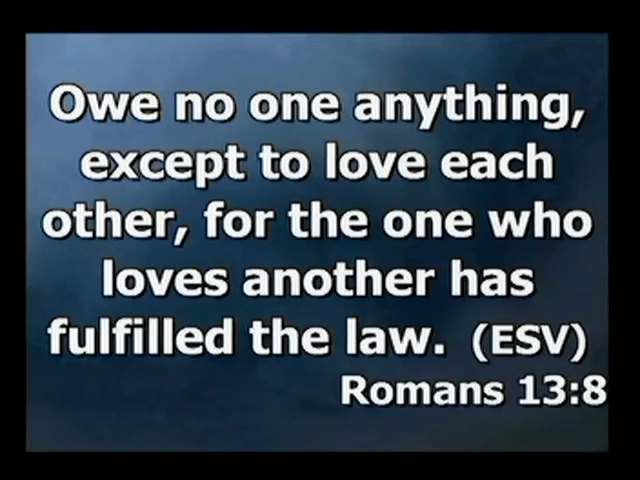 Owe no one anything,
except to love each
other, for the one who
loves another has
fulfilled the law. (ESV)
Romans 13:8